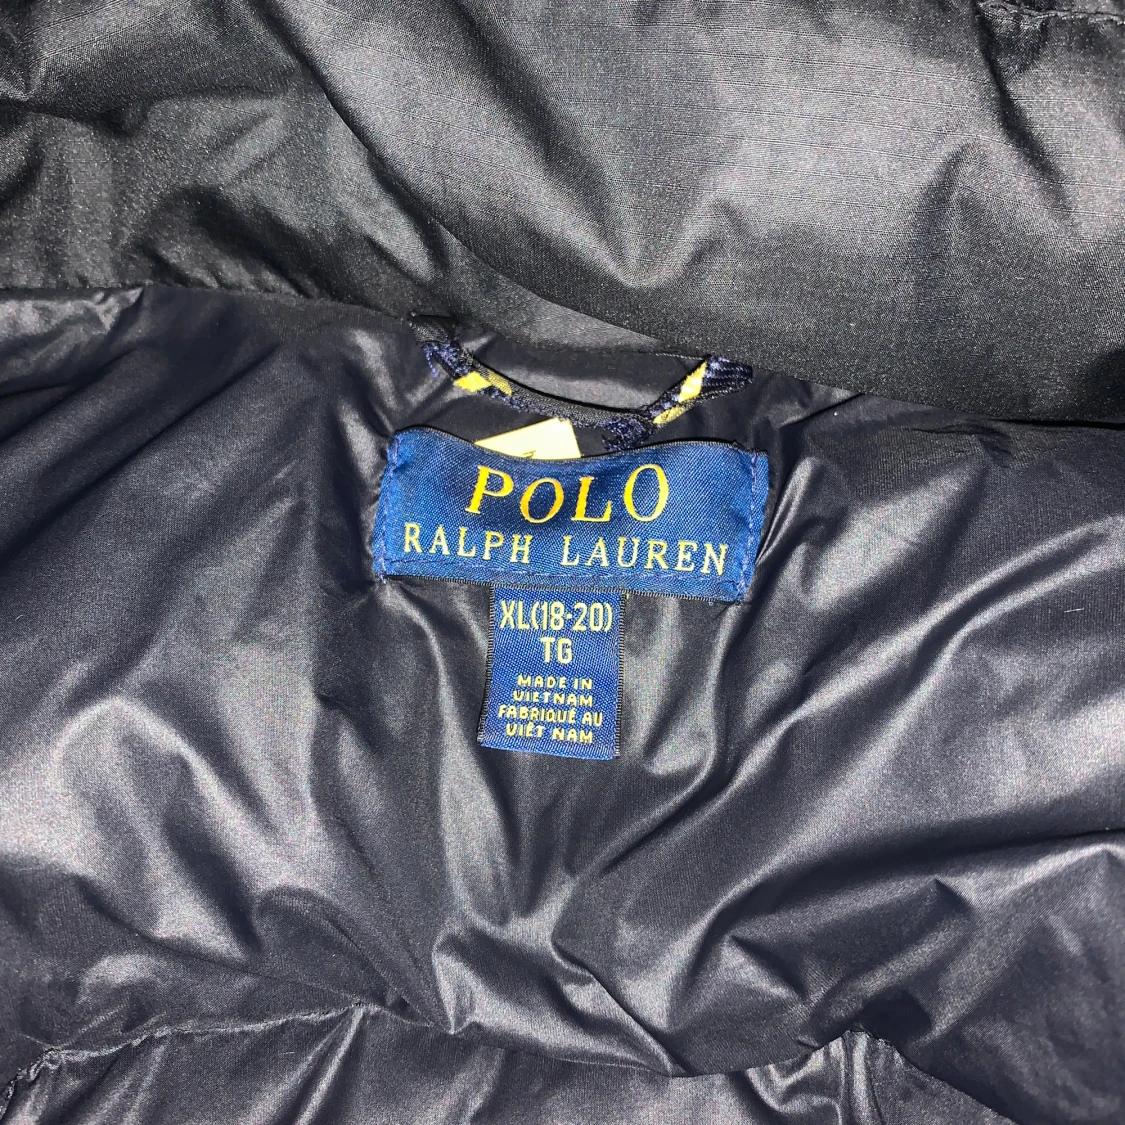 POLO
RALPH LAUREN
XL(18-20)
TG
MADE IN
VIETNAM
FABRIQUÉ AU
VIÊT NAM